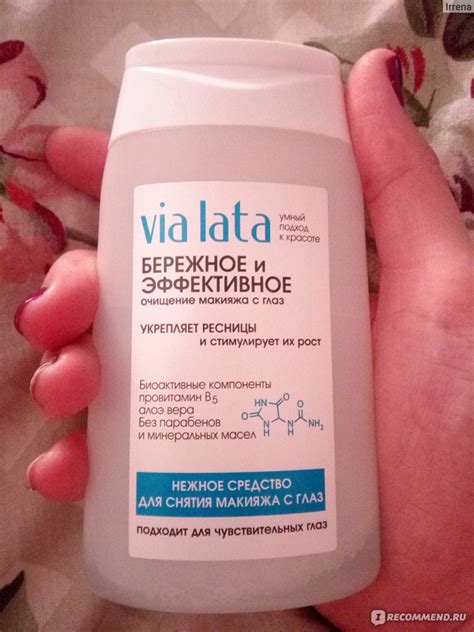 Irrena
via lata
умный
подход
к красоте
БЕРЕЖНОЕ и
ЭФФЕКТИВНОЕ
очищение макияжа с глаз
УКРЕПЛЯЕТ РЕСНИЦЫ
и стимулирует их рост
Биоактивные компоненты
провитамин B5
алоэ вера
Без парабенов
и минеральных масел
O
HN
NH2
O
N
H
N
H
O
НЕЖНОЕ СРЕДСТВО
ДЛЯ СНЯТИЯ МАКИЯЖА С ГЛАЗ
подходит для чувствительных глаз
IRECOMMEND.RU